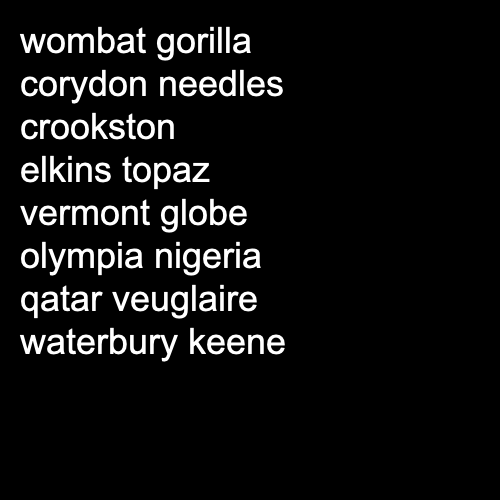 wombat gorilla
corydon needles
crookston
elkins topaz
vermont globe
olympia nigeria
qatar veuglaire
waterbury keene